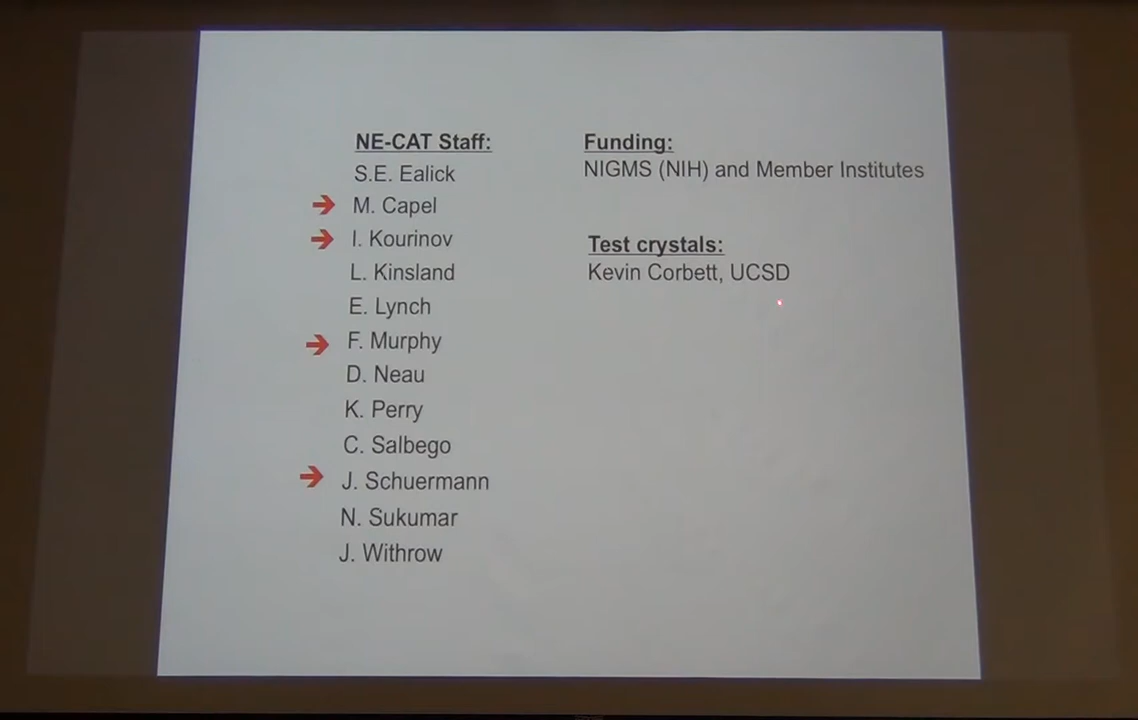 NE-CAT Staff:
S.E. Ealick
M. Capel
I. Kourinov
L. Kinsland
E. Lynch
F. Murphy
D. Neau
K. Perry
C. Salbego
J. Schuermann
N. Sukumar
J. Withrow
Funding:
NIGMS (NIH) and Member Institutes
Test crystals:
Kevin Corbett, UCSD